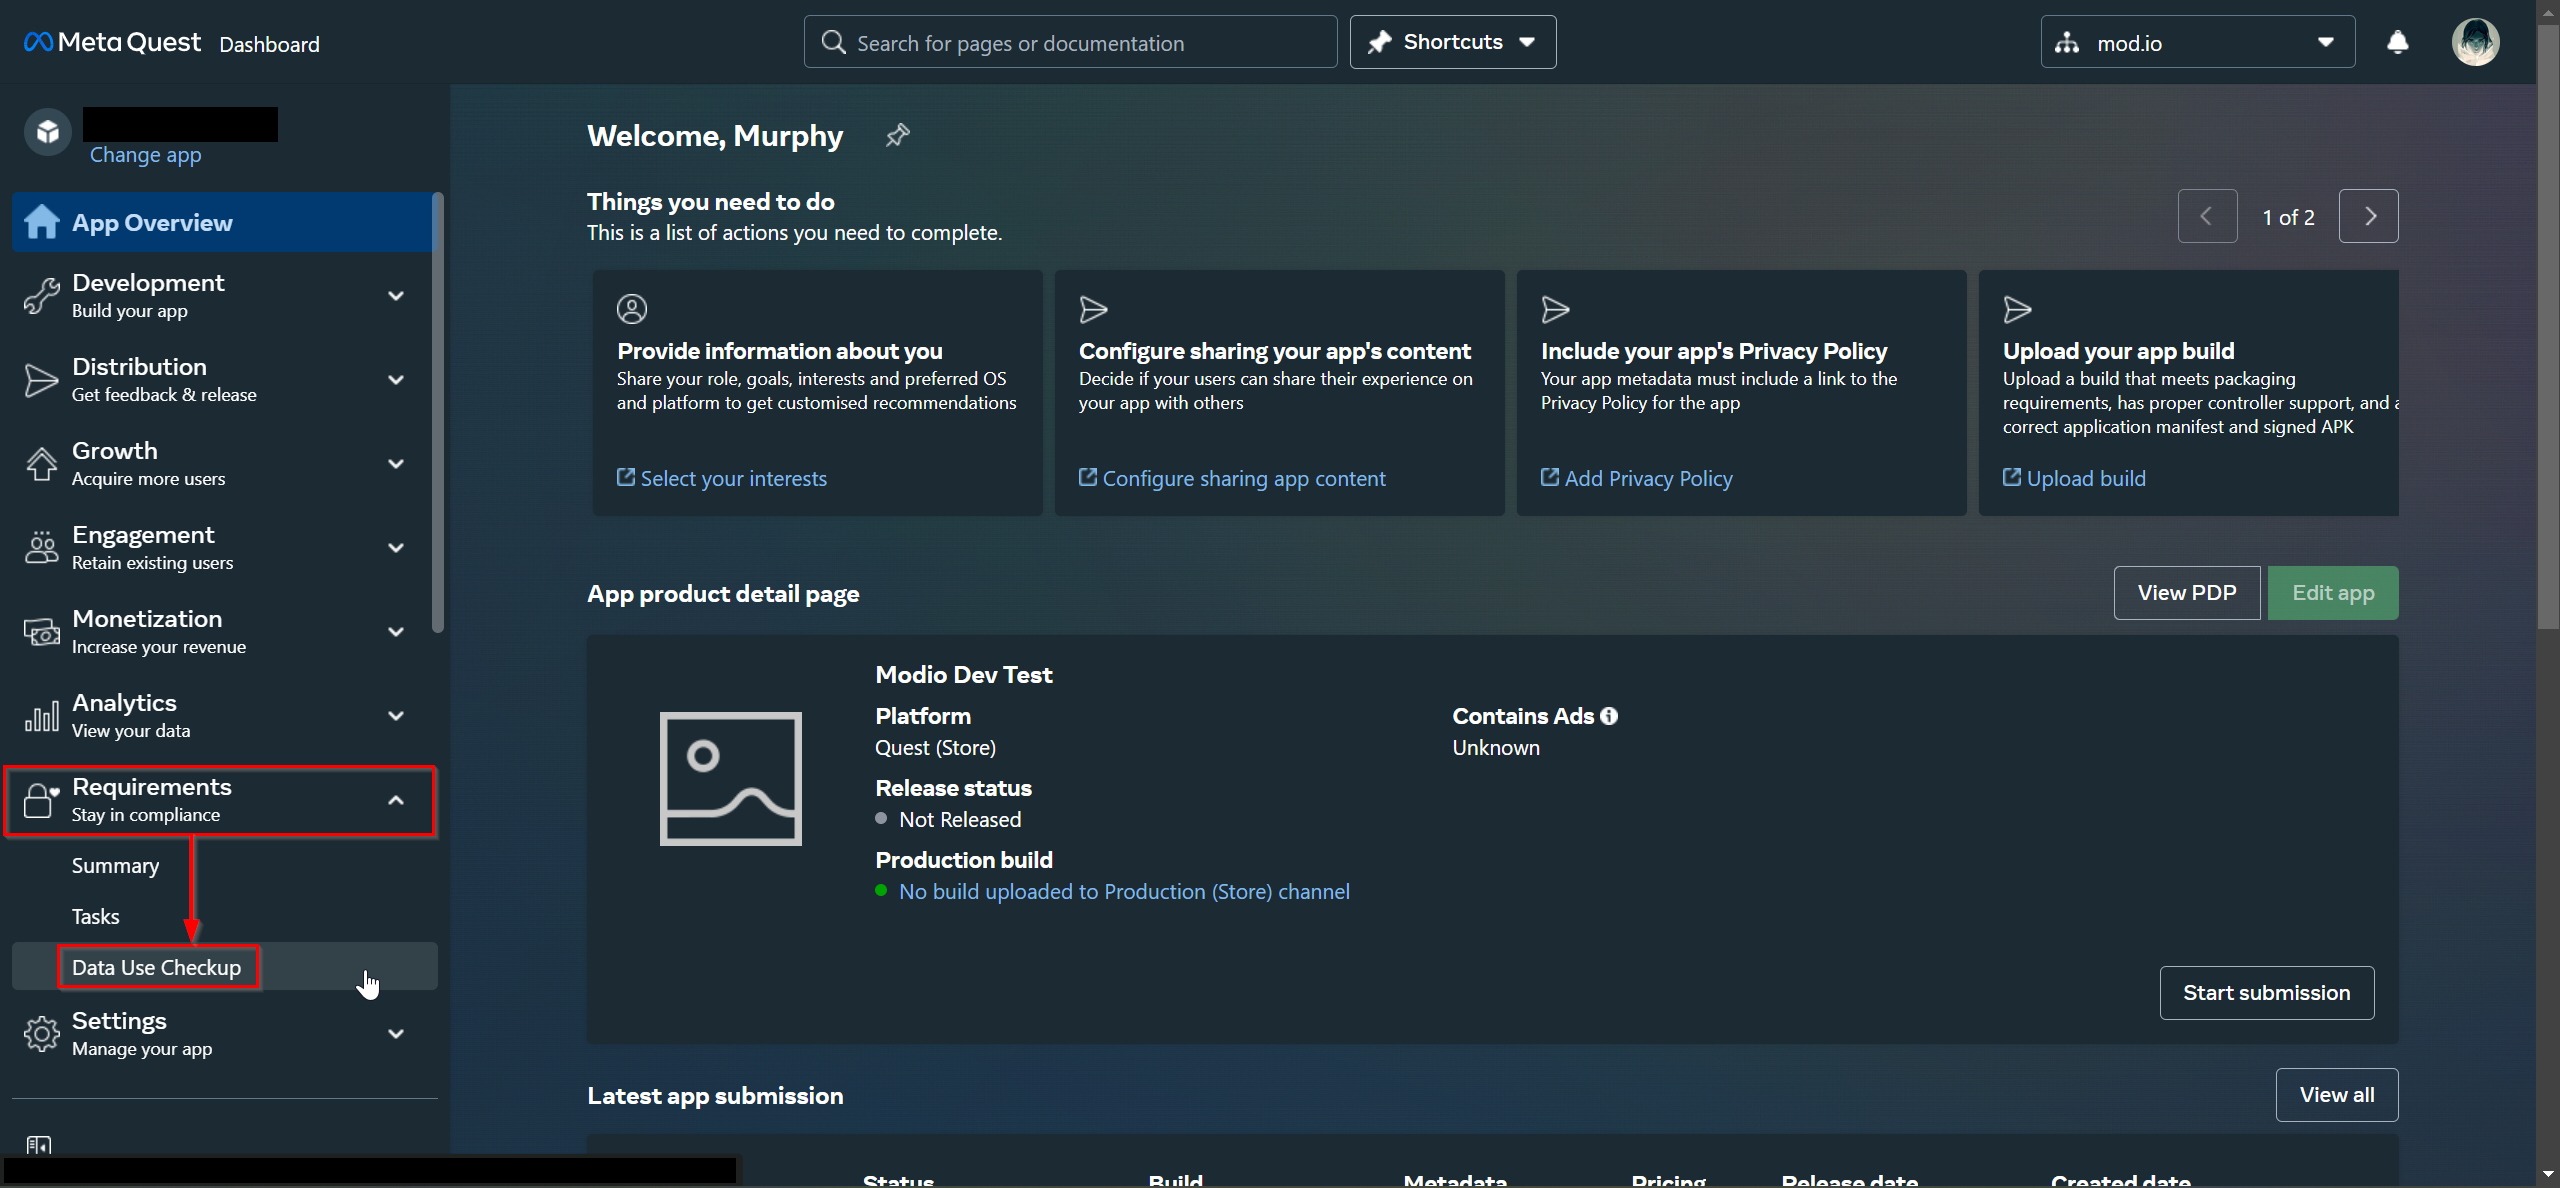 Meta Quest Dashboard
Search for pages or documentation
Shortcuts
mod.io
Change app
App Overview
Development
Build your app
Distribution
Get feedback & release
Growth
Acquire more users
Engagement
Retain existing users
Monetization
Increase your revenue
Analytics
View your data
Requirements
Stay in compliance
Summary
Tasks
Data Use Checkup
Settings
Manage your app
Welcome, Murphy
Things you need to do
This is a list of actions you need to complete.
1 of 2
Provide information about you
Share your role, goals, interests and preferred OS
and platform to get customised recommendations
Select your interests
Configure sharing your app's content
Decide if your users can share their experience on
your app with others
Configure sharing app content
Include your app's Privacy Policy
Your app metadata must include a link to the
Privacy Policy for the app
Add Privacy Policy
Upload your app build
Upload a build that meets packaging
requirements, has proper controller support, and a
correct application manifest and signed APK
Upload build
App product detail page
View PDP
Edit app
Modio Dev Test
Platform
Quest (Store)
Contains Ads
Unknown
Release status
Not Released
Production build
No build uploaded to Production (Store) channel
Start submission
Latest app submission
View all
Status Build Metadata Pricing Release date Created date